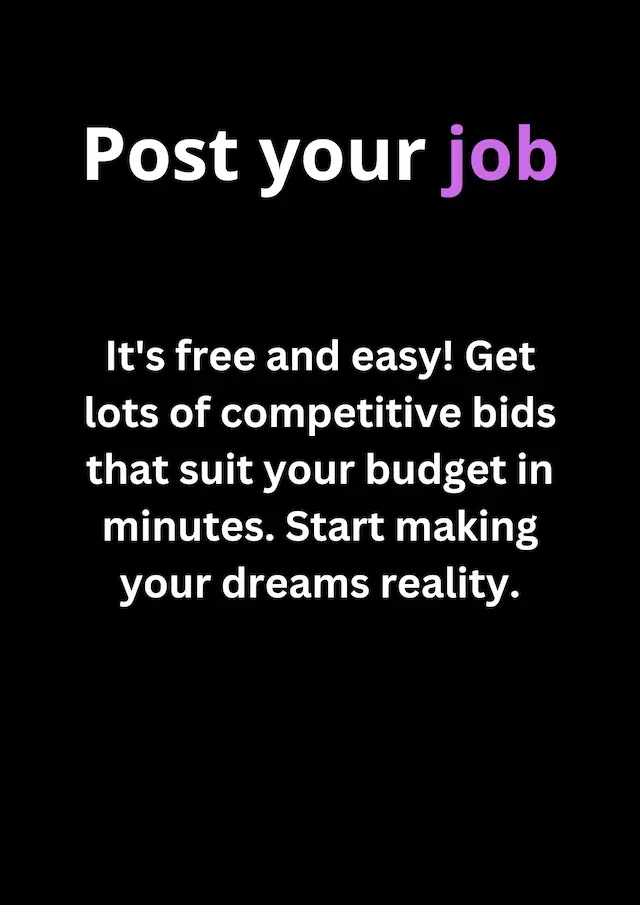 Post your job
It's free and easy! Get
lots of competitive bids
that suit your budget in
minutes. Start making
your dreams reality.